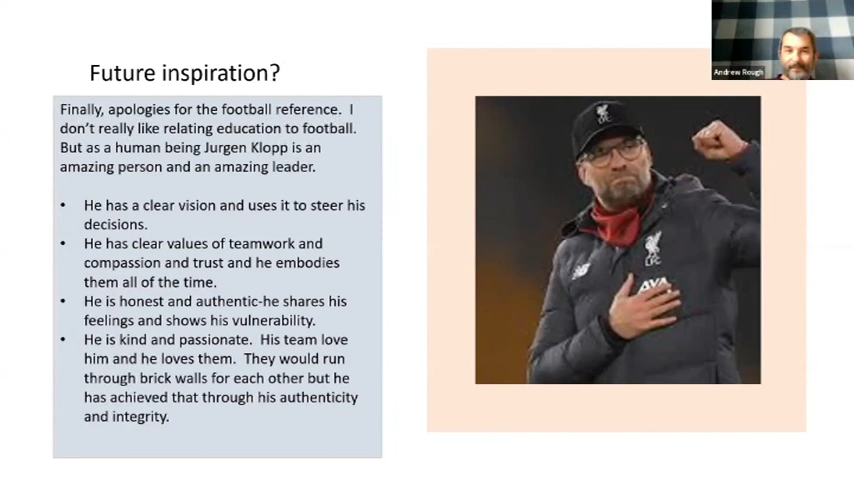 Andrew Rough
Future inspiration?
Finally, apologies for the football reference.  I
don't really like relating education to football.
But as a human being Jurgen Klopp is an
amazing person and an amazing leader.
• He has a clear vision and uses it to steer his
decisions.
• He has clear values of teamwork and
compassion and trust and he embodies
them all of the time.
• He is honest and authentic-he shares his
feelings and shows his vulnerability.
• He is kind and passionate.  His team love
him and he loves them.  They would run
through brick walls for each other but he
has achieved that through his authenticity
and integrity.
LFC
LFC
AXA